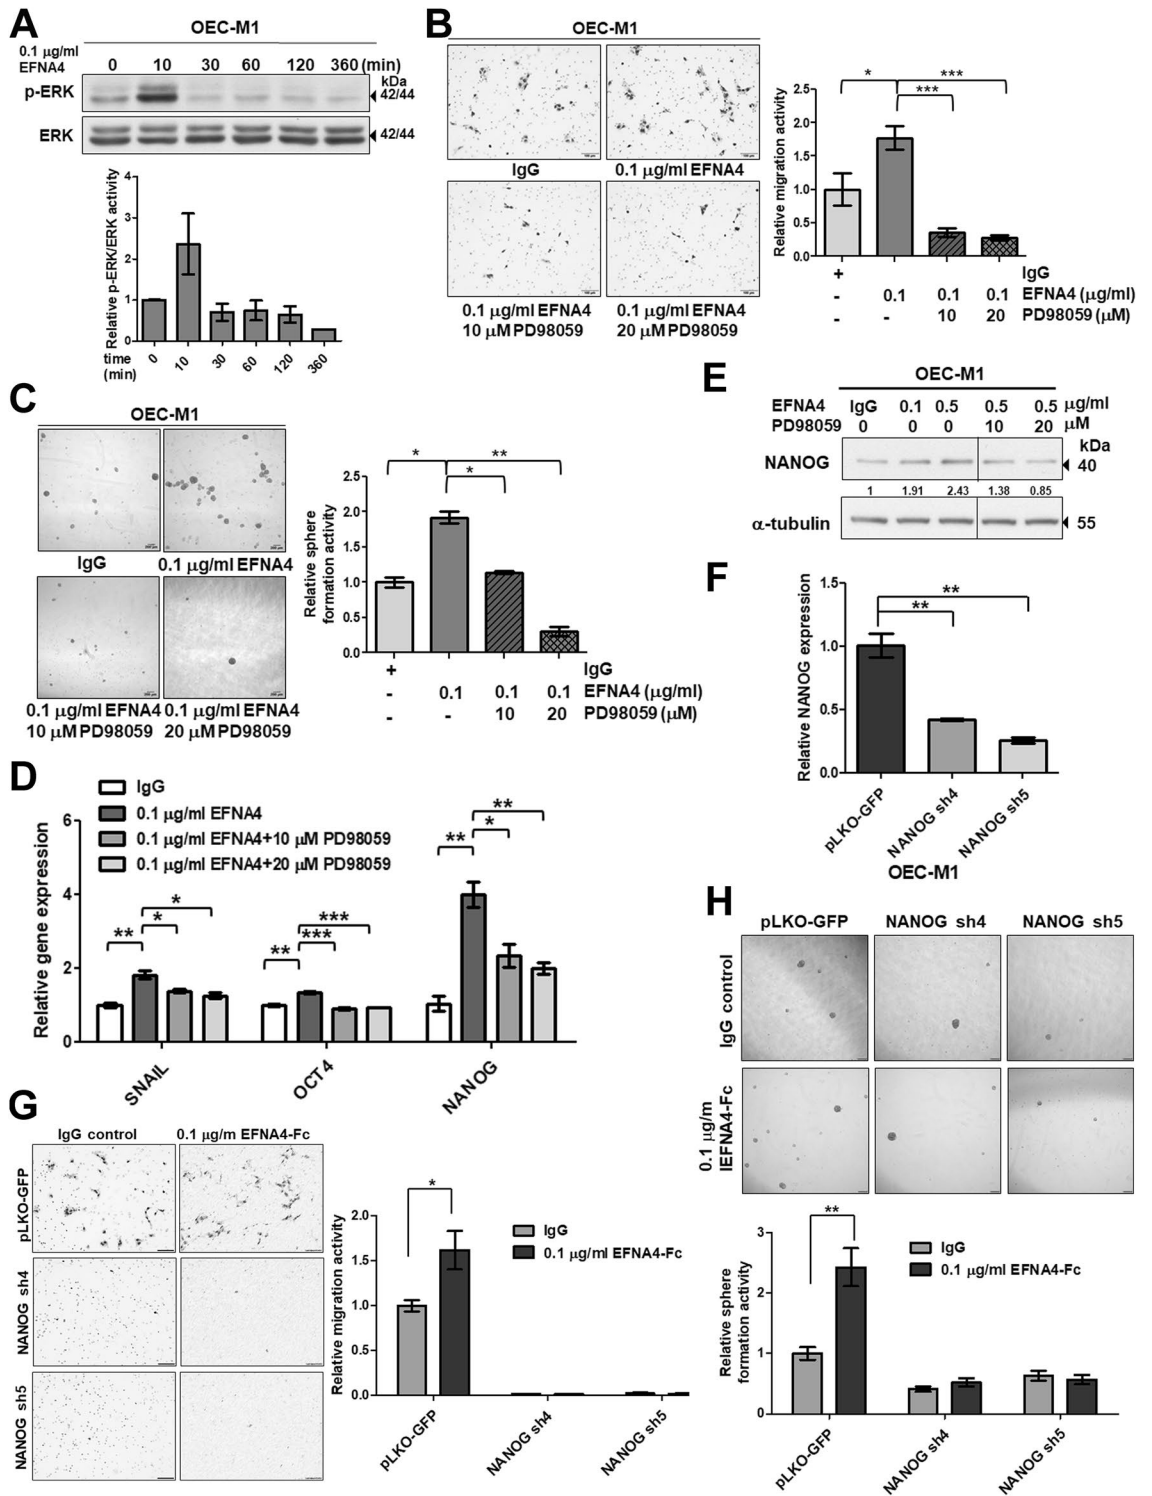 A
OEC-M1
0.1 μg/ml
EFNA4 0 10 30 60 120 360 (min)
kDa
p-ERK 42/44
ERK 42/44
Relative p-ERK/ERK activity
4
3
2
1
0
time
(min)
0 10 30 60 120 360
B
OEC-M1
IgG 0.1 μg/ml EFNA4
0.1 μg/ml EFNA4 0.1 μg/ml EFNA4
10 μM PD98059 20 μM PD98059
Relative migration activity
2.5
2.0
1.5
1.0
0.5
0.0
* ***
***
+ IgG
- 0.1 0.1 0.1 EFNA4 (μg/ml)
- - 10 20 PD98059 (μM)
C
OEC-M1
IgG 0.1 μg/ml EFNA4
0.1 μg/ml EFNA4 0.1 μg/ml EFNA4
10 μM PD98059 20 μM PD98059
Relative sphere
formation activity
2.5
2.0
1.5
1.0
0.5
0.0
* **
*
+ IgG
- 0.1 0.1 0.1 EFNA4 (μg/ml)
- - 10 20 PD98059 (μM)
E
OEC-M1
EFNA4 IgG 0.1 0.5 0.5 0.5 μg/ml
PD98059 0 0 0 10 20 μM
kDa
NANOG 40
1 1.91 2.43 1.38 0.85
α-tubulin 55
F
Relative NANOG expression
1.5
1.0
0.5
0.0
**
**
pLKO-GFP NANOG sh4 NANOG sh5
OEC-M1
D
IgG
0.1 μg/ml EFNA4
0.1 μg/ml EFNA4+10 μM PD98059
0.1 μg/ml EFNA4+20 μM PD98059
Relative gene expression
6
4
2
0
** * *
** *** ***
** * **
SNAIL OCT4 NANOG
G
IgG control 0.1 μg/m EFNA4-Fc
pLKO-GFP
NANOG sh4
NANOG sh5
Relative migration activity
2.0
1.5
1.0
0.5
0.0
*
IgG
0.1 μg/ml EFNA4-Fc
pLKO-GFP NANOG sh4 NANOG sh5
H
pLKO-GFP NANOG sh4 NANOG sh5
IgG control
0.1 μg/m
lEFNA4-Fc
Relative sphere
formation activity
3
2
1
0
**
IgG
0.1 μg/ml EFNA4-Fc
pLKO-GFP NANOG sh4 NANOG sh5